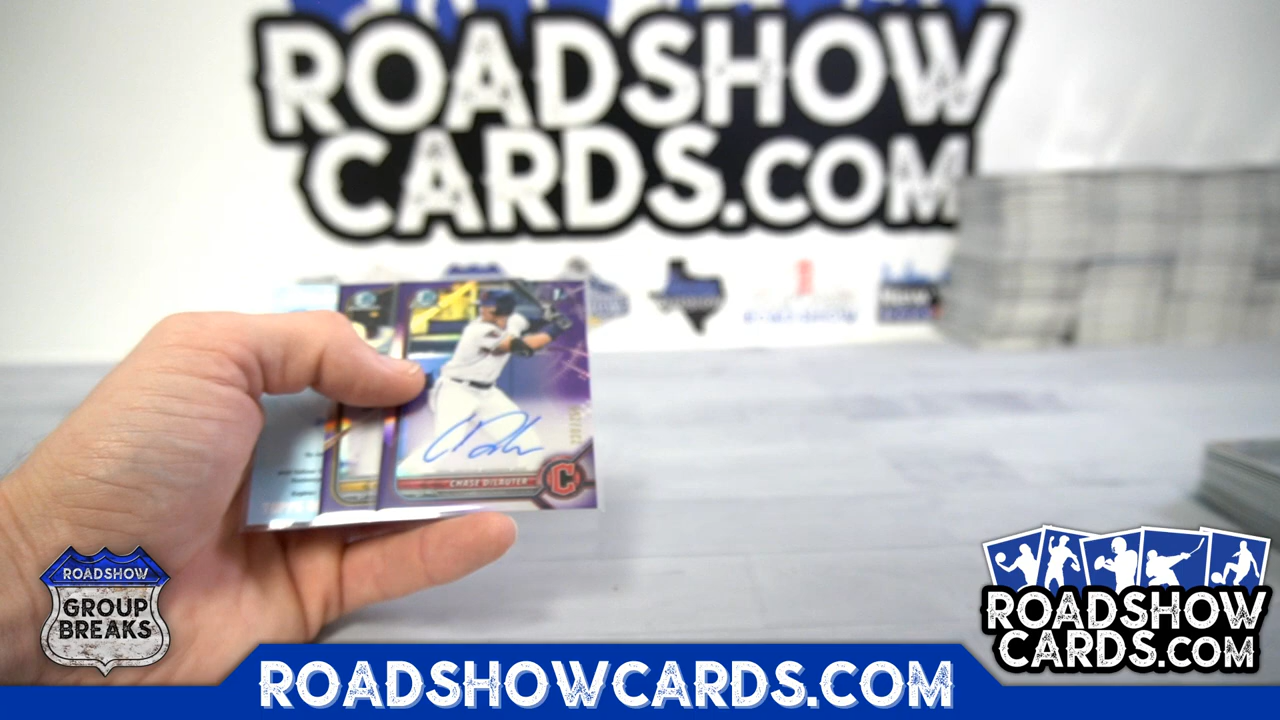 ROADSHOW
CARDS.COM
CHASE DELAUTER
C
ROADSHOW
GROUP
BREAKS
ROADSHOW
CARDS.COM
ROADSHOWCARDS.COM